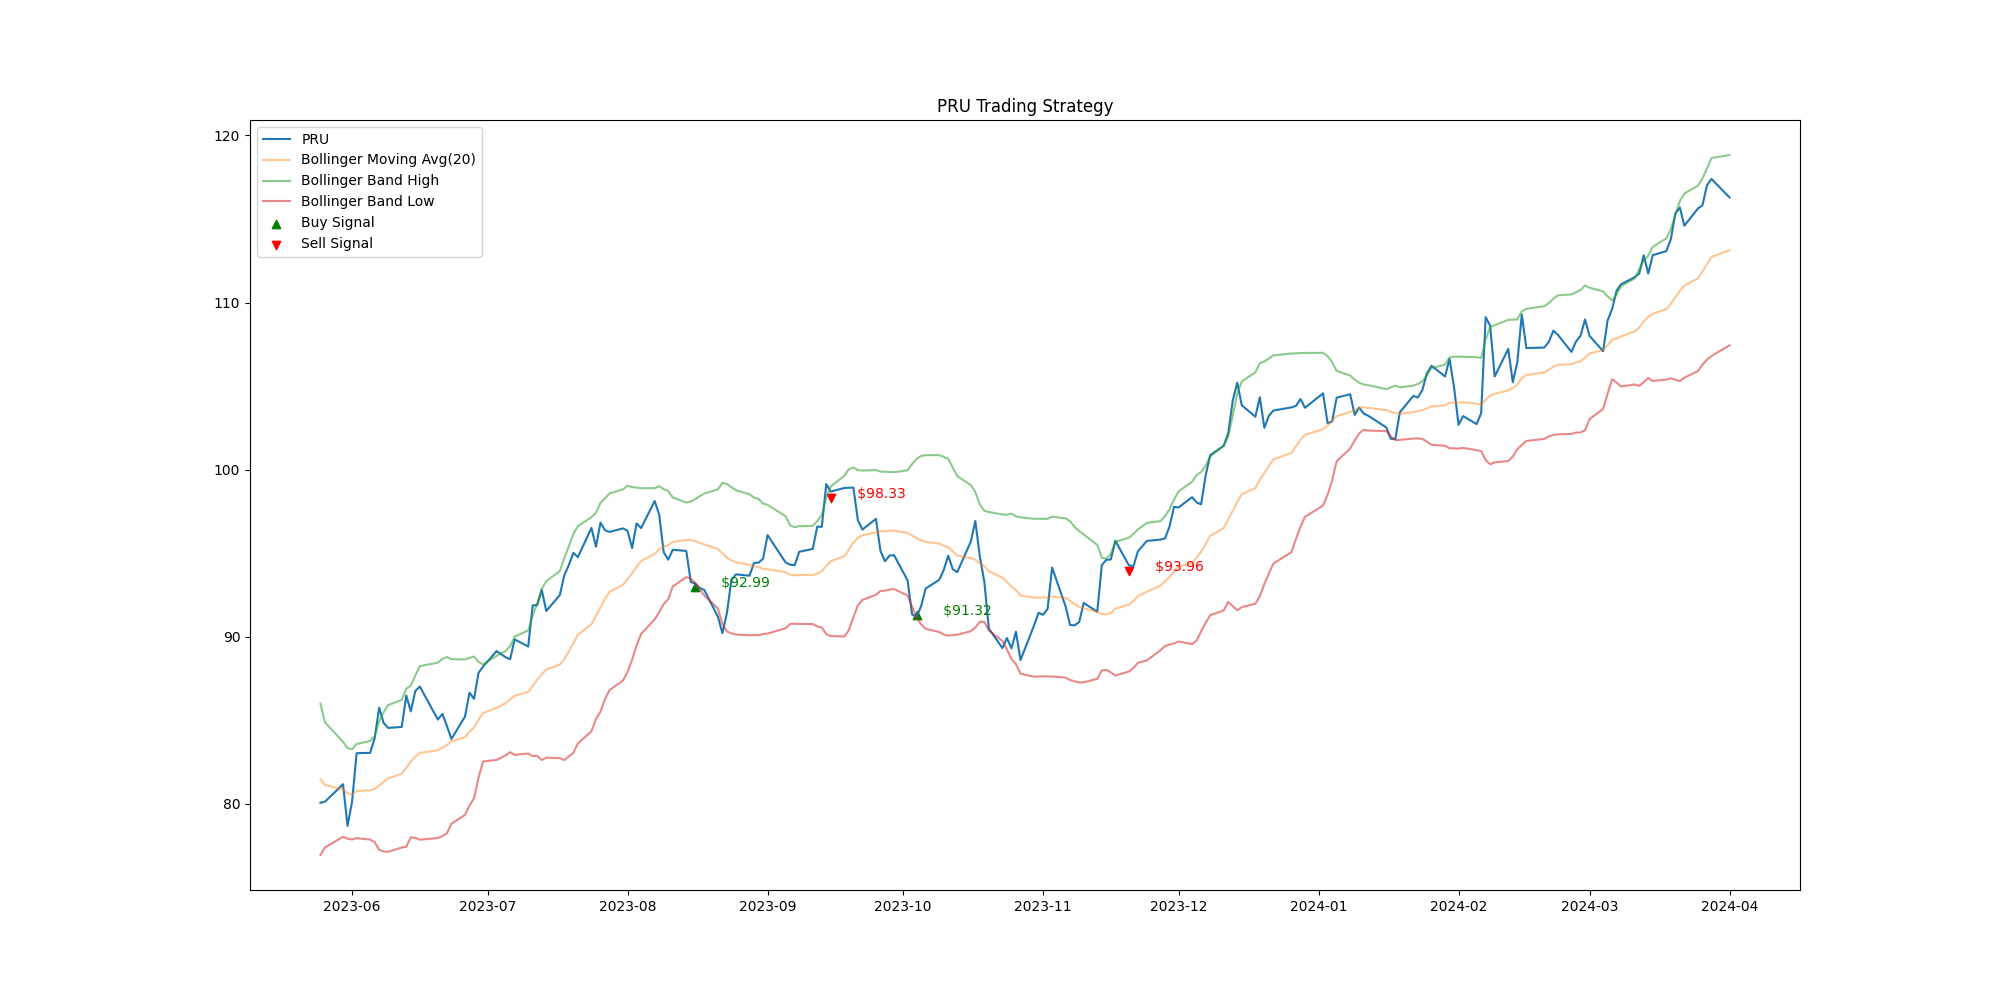 PRU Trading Strategy
PRU
Bollinger Moving Avg(20)
Bollinger Band High
Bollinger Band Low
Buy Signal
Sell Signal
120
110
100
90
80
$98.33
$93.96
$92.99
$91.32
2023-06 2023-07 2023-08 2023-09 2023-10 2023-11 2023-12 2024-01 2024-02 2024-03 2024-04